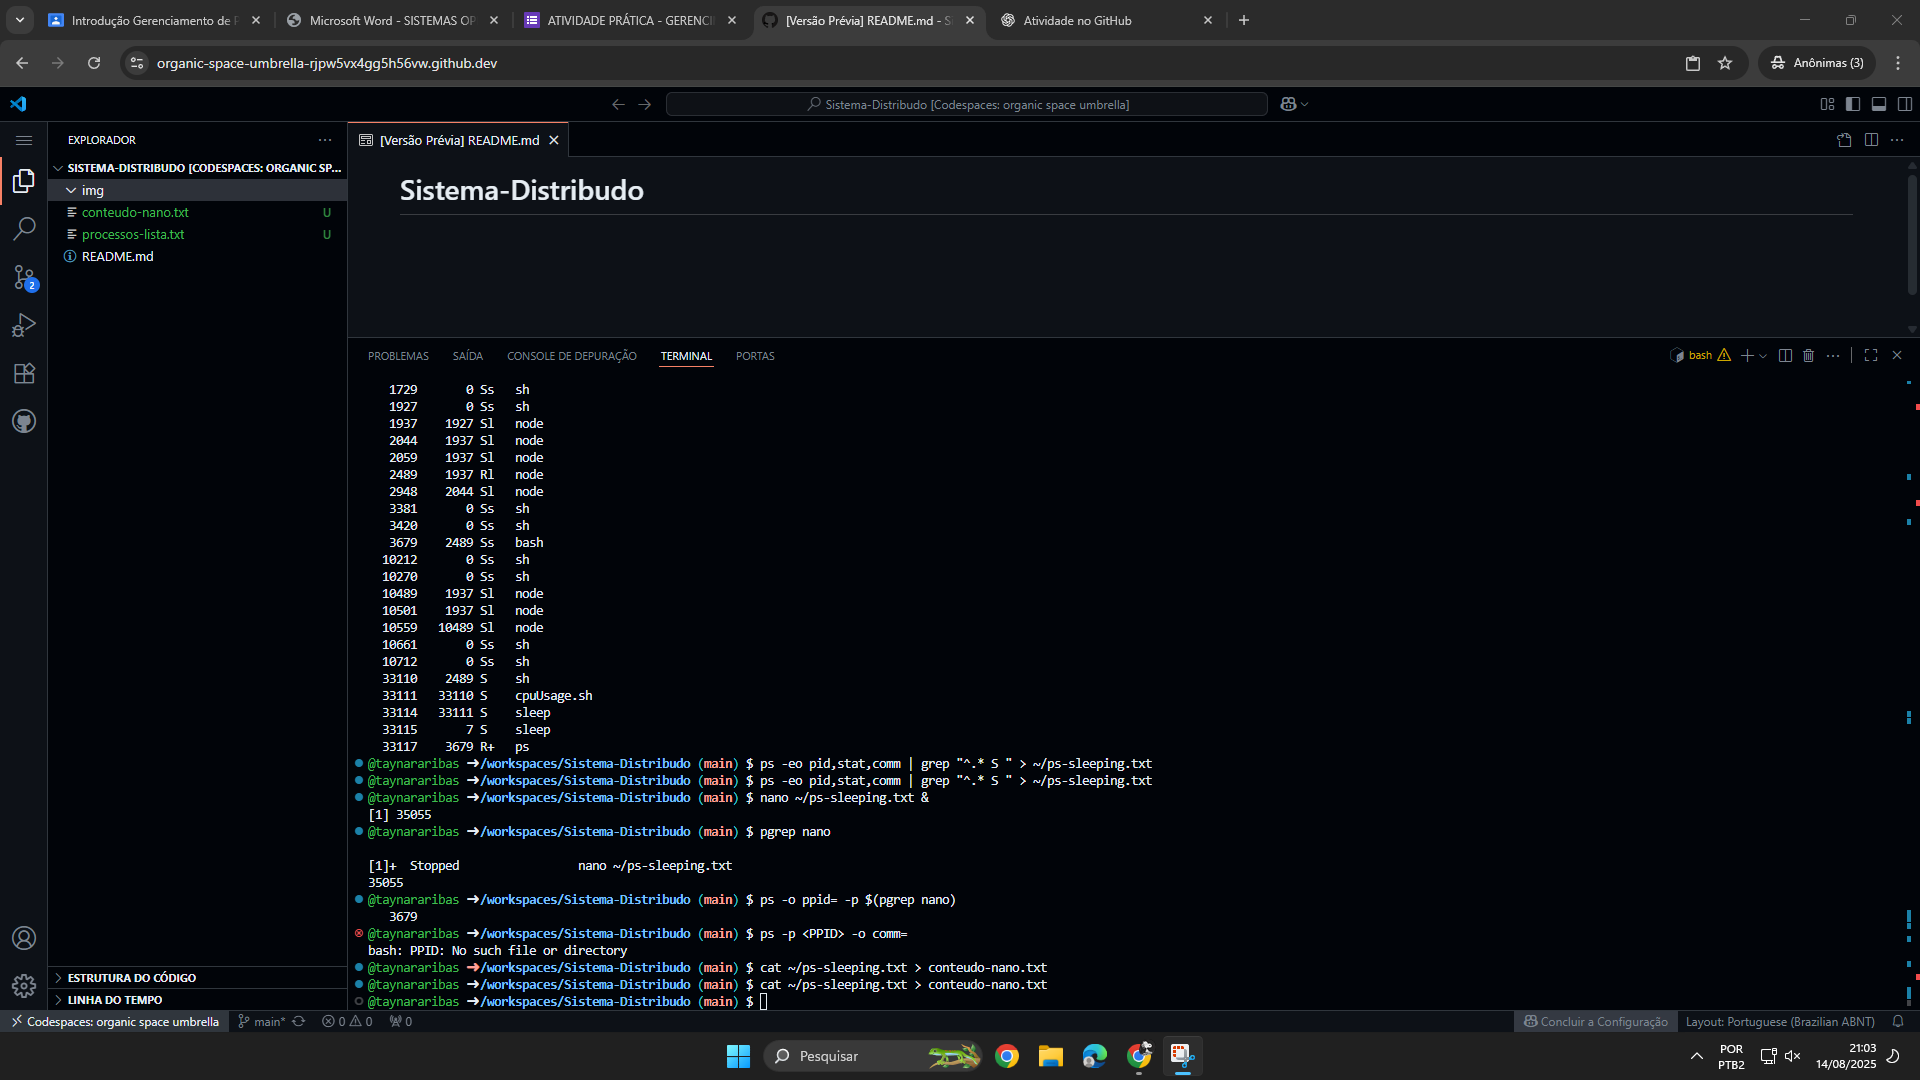 Introdução Gerenciamento de P
Microsoft Word - SISTEMAS OP
ATIVIDADE PRÁTICA - GERENCI
[Versão Prévia] README.md - S
Atividade no GitHub
organic-space-umbrella-rjpw5vx4gg5h56vw.github.dev
Anônimas (3)
Sistema-Distribudo [Codespaces: organic space umbrella]
EXPLORADOR
[Versão Prévia] README.md
SISTEMA-DISTRIBUDO [CODESPACES: ORGANIC SP...
img
conteudo-nano.txt U
processos-lista.txt U
README.md
2
Sistema-Distribudo
PROBLEMAS SAÍDA CONSOLE DE DEPURAÇÃO TERMINAL PORTAS
bash
1729 0 Ss sh
1927 0 Ss sh
1937 1927 Sl node
2044 1937 Sl node
2059 1937 Sl node
2489 1937 Rl node
2948 2044 Sl node
3381 0 Ss sh
3420 0 Ss sh
3679 2489 Ss bash
10212 0 Ss sh
10270 0 Ss sh
10489 1937 Sl node
10501 1937 Sl node
10559 10489 Sl node
10661 0 Ss sh
10712 0 Ss sh
33110 2489 S sh
33111 33110 S cpuUsage.sh
33114 33111 S sleep
33115 7 S sleep
33117 3679 R+ ps
@taynararibas ➜/workspaces/Sistema-Distribudo (main) $ ps -eo pid,stat,comm | grep "^.* S " > ~/ps-sleeping.txt
@taynararibas ➜/workspaces/Sistema-Distribudo (main) $ ps -eo pid,stat,comm | grep "^.* S " > ~/ps-sleeping.txt
@taynararibas ➜/workspaces/Sistema-Distribudo (main) $ nano ~/ps-sleeping.txt &
[1] 35055
@taynararibas ➜/workspaces/Sistema-Distribudo (main) $ pgrep nano
[1]+ Stopped nano ~/ps-sleeping.txt
35055
@taynararibas ➜/workspaces/Sistema-Distribudo (main) $ ps -o ppid= -p $(pgrep nano)
3679
@taynararibas ➜/workspaces/Sistema-Distribudo (main) $ ps -p <PPID> -o comm=
bash: PPID: No such file or directory
@taynararibas ➜/workspaces/Sistema-Distribudo (main) $ cat ~/ps-sleeping.txt > conteudo-nano.txt
@taynararibas ➜/workspaces/Sistema-Distribudo (main) $ cat ~/ps-sleeping.txt > conteudo-nano.txt
@taynararibas ➜/workspaces/Sistema-Distribudo (main) $
ESTRUTURA DO CÓDIGO
LINHA DO TEMPO
Codespaces: organic space umbrella main* 0 0 0
Concluir a Configuração Layout: Portuguese (Brazilian ABNT)
Pesquisar
POR
PTB2
21:03
14/08/2025